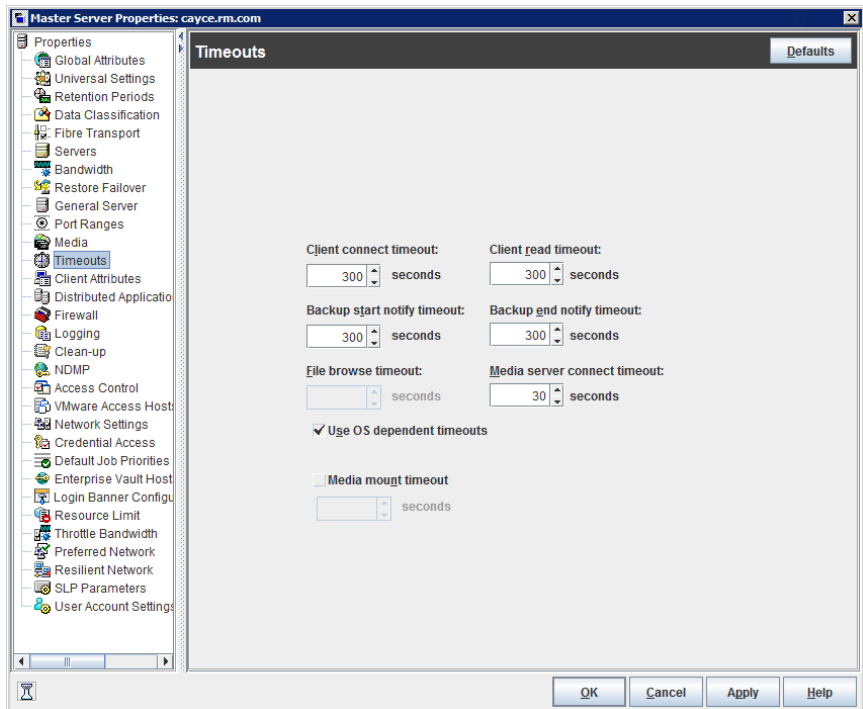 Master Server Properties: cayce.rm.com
Properties
Global Attributes
Universal Settings
Retention Periods
Data Classification
Fibre Transport
Servers
Bandwidth
Restore Failover
General Server
Port Ranges
Media
Timeouts
Client Attributes
Distributed Applicatio
Firewall
Logging
Clean-up
NDMP
Access Control
VMware Access Hosts
Network Settings
Credential Access
Default Job Priorities
Enterprise Vault Host
Login Banner Configu
Resource Limit
Throttle Bandwidth
Preferred Network
Resilient Network
SLP Parameters
User Account Settings
Timeouts
Defaults
Client connect timeout: Client read timeout:
300 seconds 300 seconds
Backup start notify timeout: Backup end notify timeout:
300 seconds 300 seconds
File browse timeout: Media server connect timeout:
seconds 30 seconds
Use OS dependent timeouts
Media mount timeout
seconds
OK Cancel Apply Help